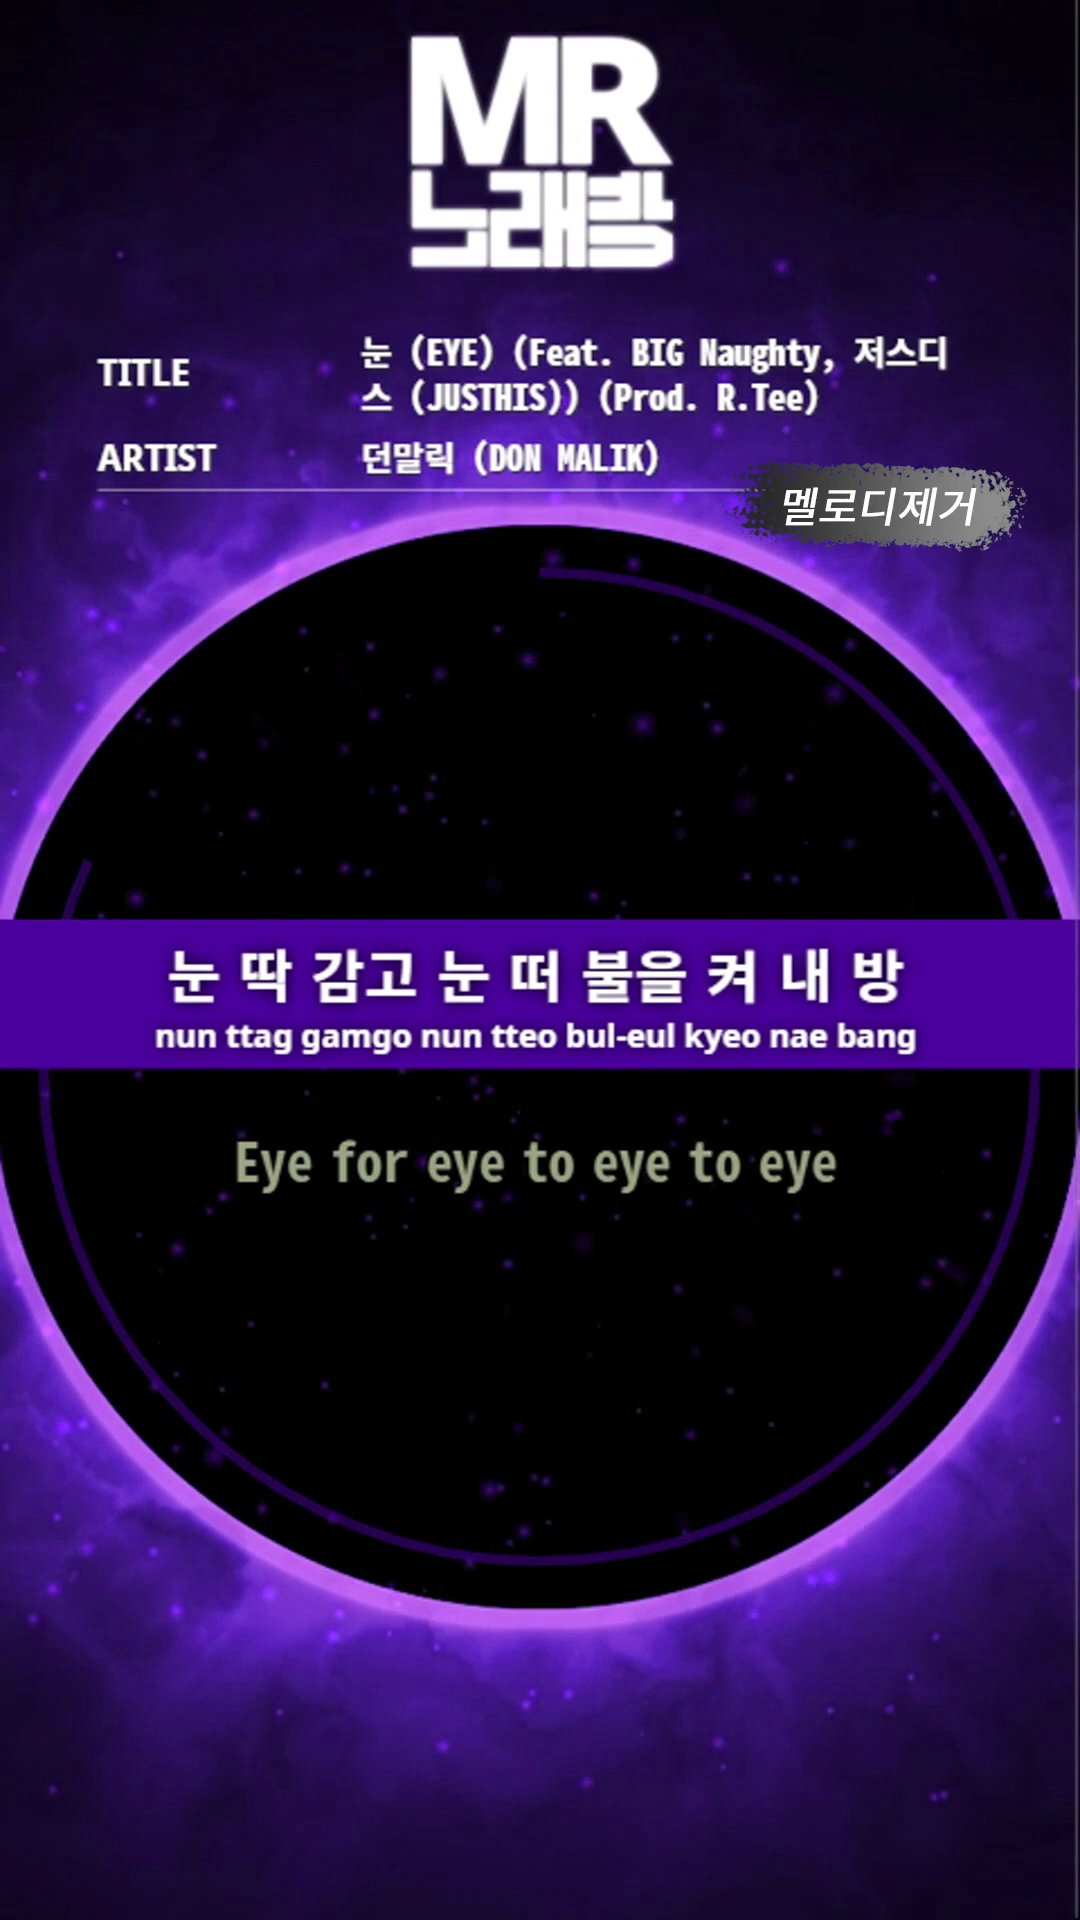 MR
노래방
TITLE
눈 (EYE) (Feat. BIG Naughty, 저스디
스 (JUSTHIS)) (Prod. R.Tee)
ARTIST
던말릭 (DON MALIK)
멜로디제거
눈 딱 감고 눈 떠 불을 켜 내 방
nun ttag gamgo nun tteo bul-eul kyeo nae bang
Eye for eye to eye to eye